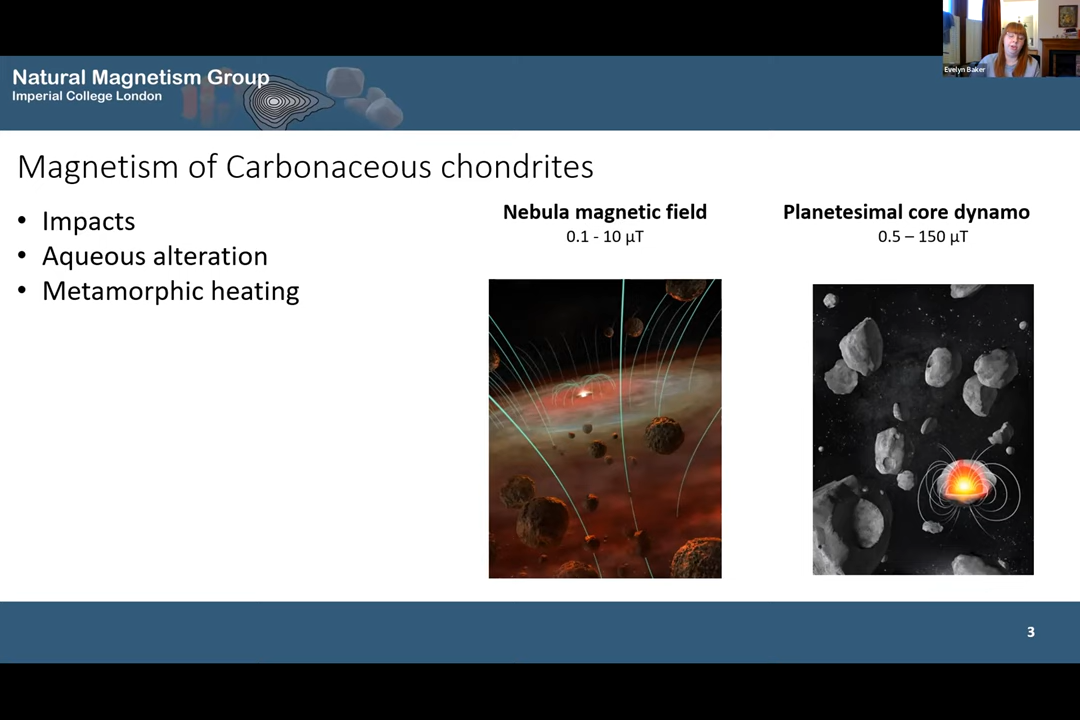 Evelyn Baker
Natural Magnetism Group
Imperial College London
Magnetism of Carbonaceous chondrites
• Impacts
• Aqueous alteration
• Metamorphic heating
Nebula magnetic field
0.1 - 10 µT
Planetesimal core dynamo
0.5 – 150 µT
3